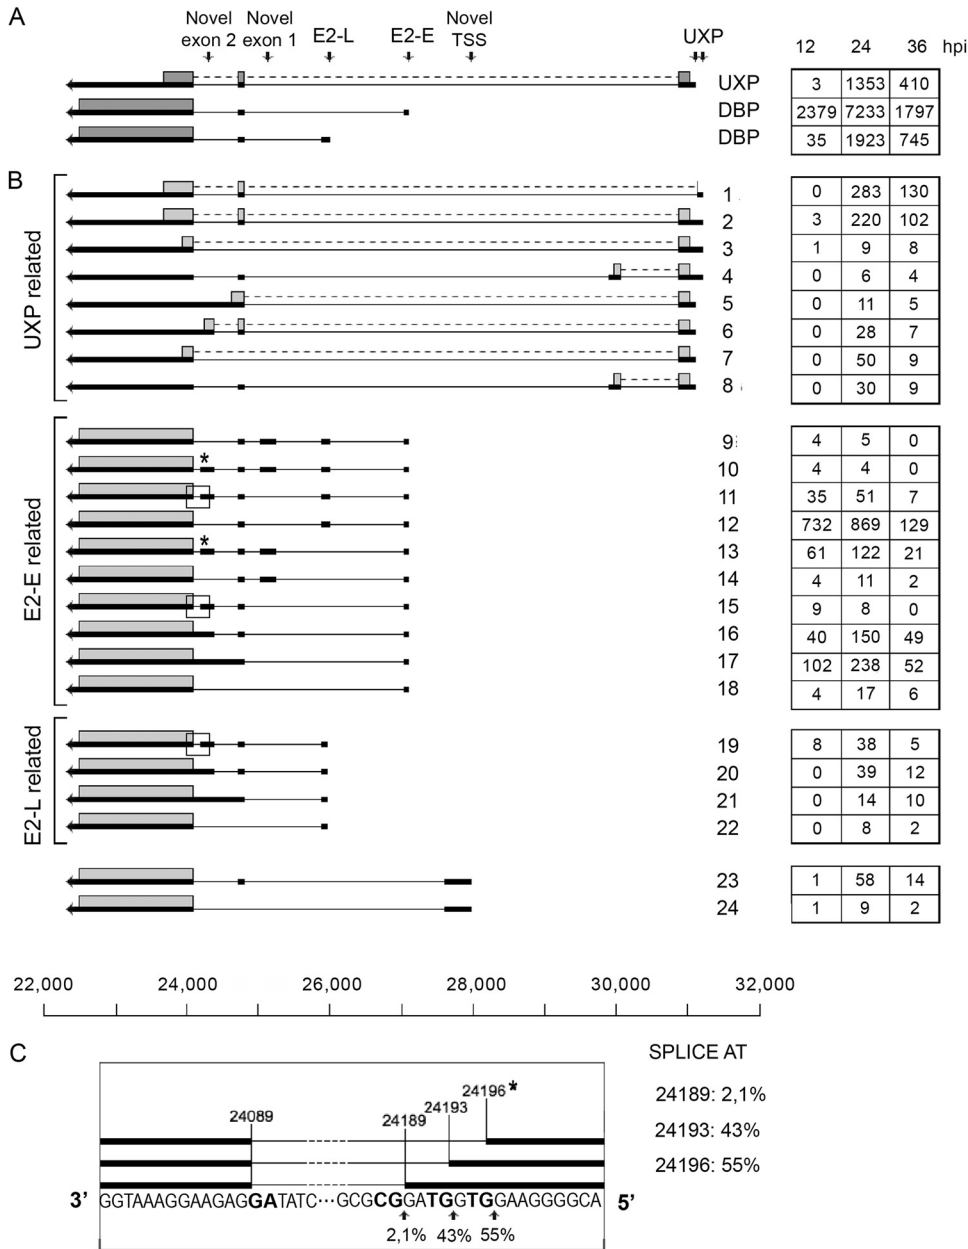 A
Novel exon 2
Novel exon 1
E2-L
E2-E
Novel TSS
UXP
12 24 36 hpi
UXP 3 1353 410
DBP 2379 7233 1797
DBP 35 1923 745
B
UXP related
1 0 283 130
2 3 220 102
3 1 9 8
4 0 6 4
5 0 11 5
6 0 28 7
7 0 50 9
8 0 30 9
E2-E related
9 4 5 0
* 10 4 4 0
11 35 51 7
12 732 869 129
* 13 61 122 21
14 4 11 2
15 9 8 0
16 40 150 49
17 102 238 52
18 4 17 6
E2-L related
19 8 38 5
20 0 39 12
21 0 14 10
22 0 8 2
23 1 58 14
24 1 9 2
22,000 24,000 26,000 28,000 30,000 32,000
C
SPLICE AT
24189: 2,1%
24193: 43%
24196: 55%
24196*
24193
24189
24089
3’ GGTAAAGGAAGAGGATATC···GCGCGGATGGTGGAAGGGGCA 5’
2,1% 43% 55%